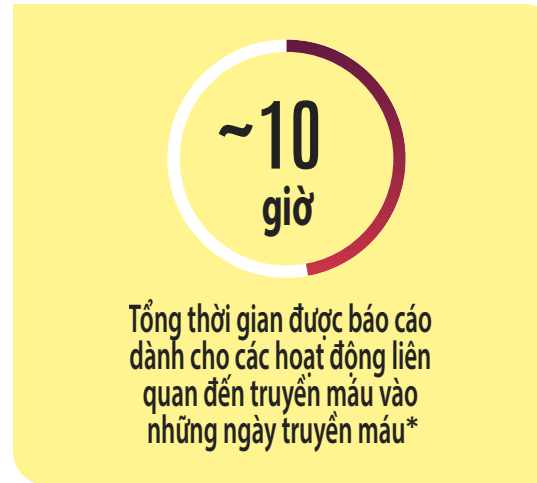 ~10
giờ
Tổng thời gian được báo cáo
dành cho các hoạt động liên
quan đến truyền máu vào
những ngày truyền máu*